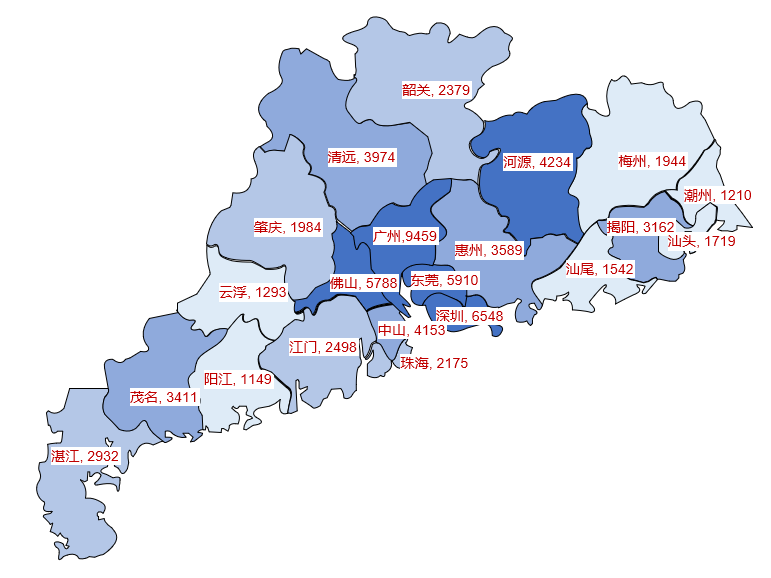 韶关, 2379
清远, 3974
河源, 4234
梅州, 1944
潮州, 1210
肇庆, 1984
广州,9459
惠州, 3589
揭阳, 3162
汕头, 1719
汕尾, 1542
云浮, 1293
佛山, 5788
东莞, 5910
深圳, 6548
中山, 4153
江门, 2498
珠海, 2175
阳江, 1149
茂名, 3411
湛江, 2932